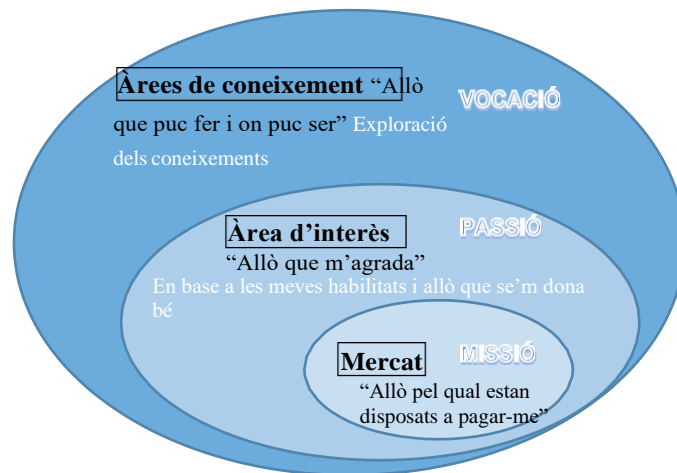 Àrees de coneixement “Allò
que puc fer i on puc ser” Exploració
dels coneixements
VOCACIÓ
Àrea d’interès
PASSIÓ
“Allò que m’agrada”
En base a les meves habilitats i allò que se’m dona
bé
Mercat
MISSIÓ
“Allò pel qual estan
disposats a pagar-me”